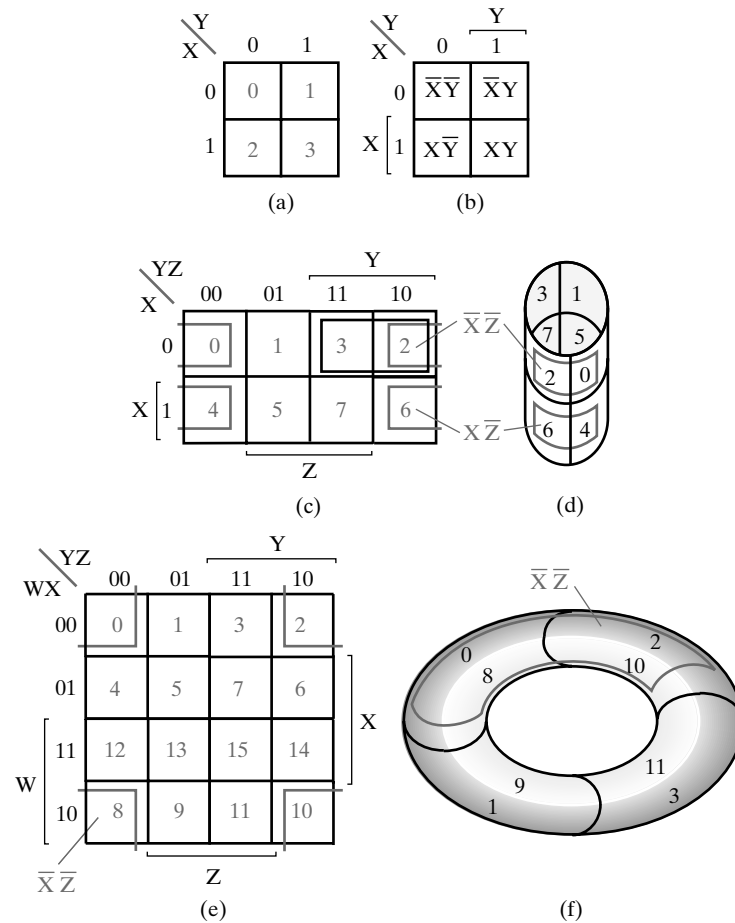 Y Y
X 0 1 X 0 1
0 0 1 0 X̅Y̅ X̅Y
1 2 3 X 1 XY̅ XY
(a) (b)
YZ Y
X 00 01 11 10
0 0 1 3 2 X̅ Z̅ 3 1
7 5
2 0
X 1 4 5 7 6 X Z̅ 6 4
Z
(c) (d)
YZ Y
WX 00 01 11 10 X̅ Z̅
00 0 1 3 2 0 2
01 4 5 7 6 X 8 10
W 11 12 13 15 14 9 11
10 8 9 11 10 1 3
X̅ Z̅ Z
(e) (f)